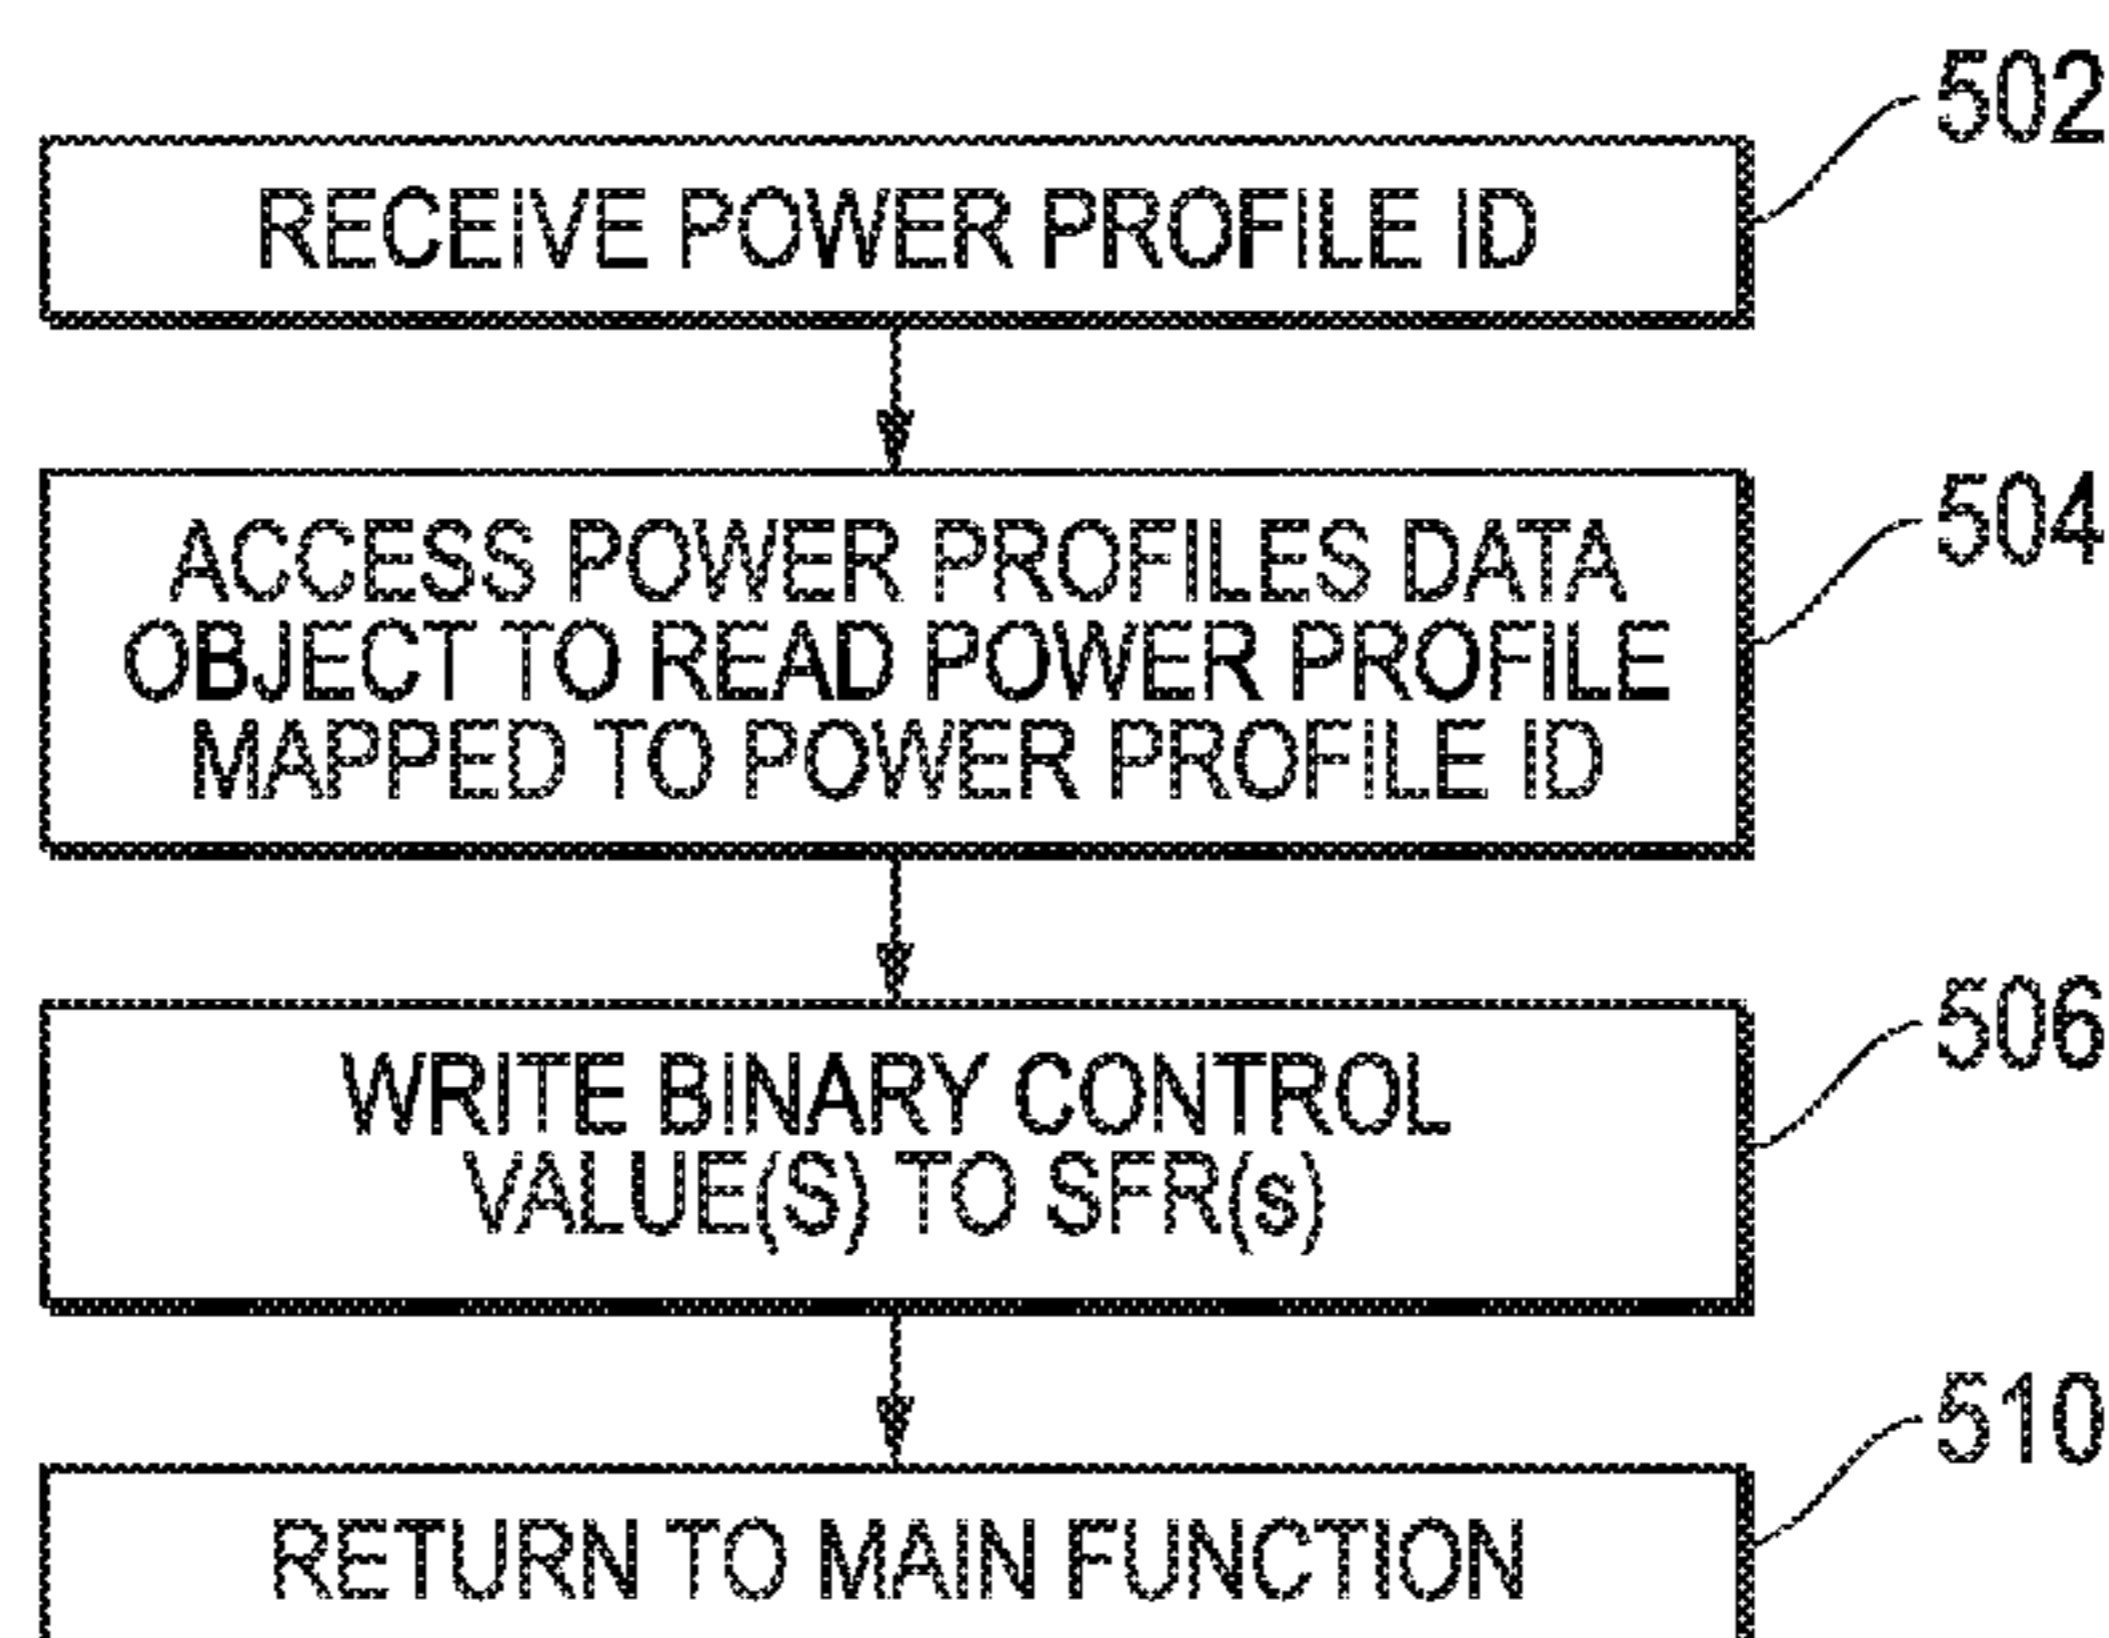 502
RECEIVE POWER PROFILE ID
504
ACCESS POWER PROFILES DATA
OBJECT TO READ POWER PROFILE
MAPPED TO POWER PROFILE ID
506
WRITE BINARY CONTROL
VALUE(S) TO SFR(s)
510
RETURN TO MAIN FUNCTION